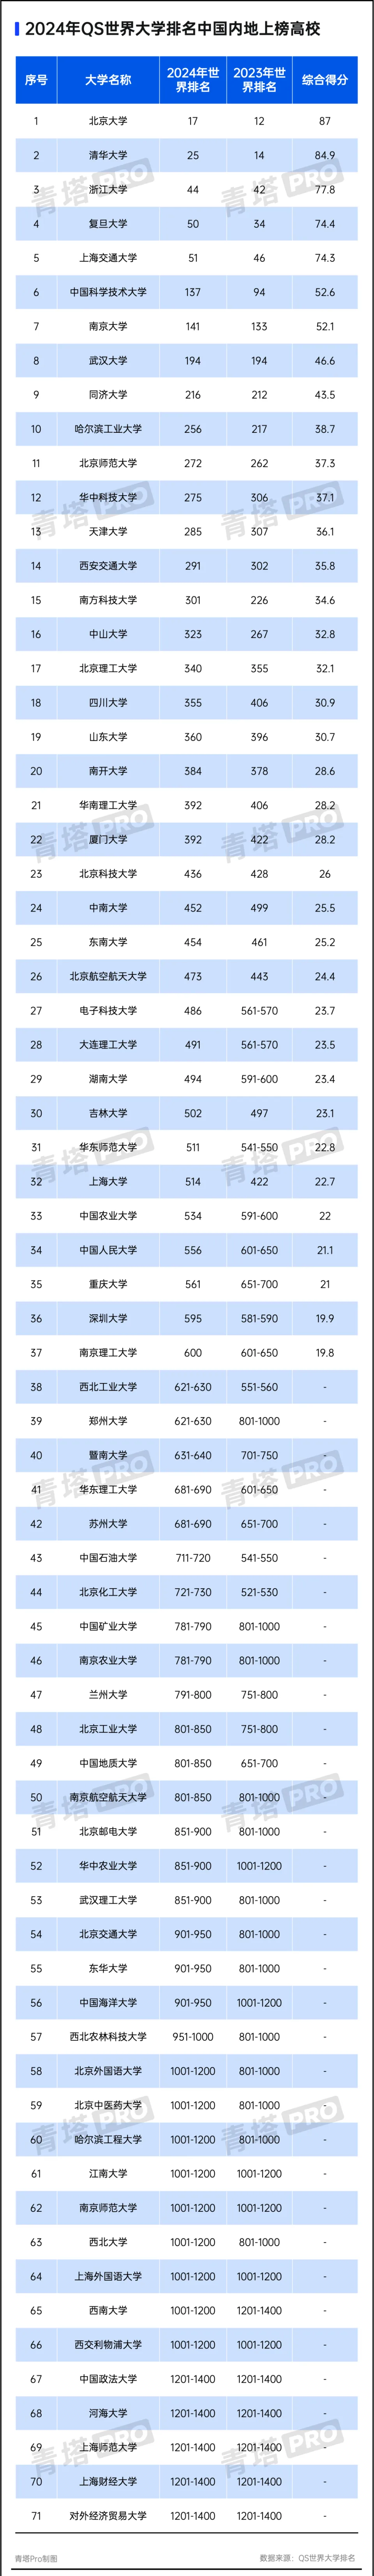 2024年QS世界大学排名中国内地上榜高校
序号 大学名称 2024年世界排名 2023年世界排名 综合得分
1 北京大学 17 12 87
2 清华大学 25 14 84.9
3 浙江大学 44 42 77.8
4 复旦大学 50 34 74.4
5 上海交通大学 51 46 74.3
6 中国科学技术大学 137 94 52.6
7 南京大学 141 133 52.1
8 武汉大学 194 194 46.6
9 同济大学 216 212 43.5
10 哈尔滨工业大学 256 217 38.7
11 北京师范大学 272 262 37.3
12 华中科技大学 275 306 37.1
13 天津大学 285 307 36.1
14 西安交通大学 291 302 35.8
15 南方科技大学 301 226 34.6
16 中山大学 323 267 32.8
17 北京理工大学 340 355 32.1
18 四川大学 355 406 30.9
19 山东大学 360 396 30.7
20 南开大学 384 378 28.6
21 华南理工大学 392 406 28.2
22 厦门大学 392 422 28.2
23 北京科技大学 436 428 26
24 中南大学 452 499 25.5
25 东南大学 454 461 25.2
26 北京航空航天大学 473 443 24.4
27 电子科技大学 486 561-570 23.7
28 大连理工大学 491 561-570 23.5
29 湖南大学 494 591-600 23.4
30 吉林大学 502 497 23.1
31 华东师范大学 511 541-550 22.8
32 上海大学 514 422 22.7
33 中国农业大学 534 591-600 22
34 中国人民大学 556 601-650 21.1
35 重庆大学 561 651-700 21
36 深圳大学 595 581-590 19.9
37 南京理工大学 600 601-650 19.8
38 西北工业大学 621-630 551-560 -
39 郑州大学 621-630 801-1000 -
40 暨南大学 631-640 701-750 -
41 华东理工大学 681-690 601-650 -
42 苏州大学 681-690 651-700 -
43 中国石油大学 711-720 541-550 -
44 北京化工大学 721-730 521-530 -
45 中国矿业大学 781-790 801-1000 -
46 南京农业大学 781-790 801-1000 -
47 兰州大学 791-800 751-800 -
48 北京工业大学 801-850 751-800 -
49 中国地质大学 801-850 651-700 -
50 南京航空航天大学 801-850 801-1000 -
51 北京邮电大学 851-900 801-1000 -
52 华中农业大学 851-900 1001-1200 -
53 武汉理工大学 851-900 801-1000 -
54 北京交通大学 901-950 801-1000 -
55 东华大学 901-950 801-1000 -
56 中国海洋大学 901-950 1001-1200 -
57 西北农林科技大学 951-1000 801-1000 -
58 北京外国语大学 1001-1200 801-1000 -
59 北京中医药大学 1001-1200 801-1000 -
60 哈尔滨工程大学 1001-1200 801-1000 -
61 江南大学 1001-1200 1001-1200 -
62 南京师范大学 1001-1200 1001-1200 -
63 西北大学 1001-1200 801-1000 -
64 上海外国语大学 1001-1200 1001-1200 -
65 西南大学 1001-1200 1201-1400 -
66 西交利物浦大学 1001-1200 1001-1200 -
67 中国政法大学 1201-1400 1201-1400 -
68 河海大学 1201-1400 1201-1400 -
69 上海师范大学 1201-1400 1201-1400 -
70 上海财经大学 1201-1400 1201-1400 -
71 对外经济贸易大学 1201-1400 1201-1400 -
青塔Pro制图 数据来源：QS世界大学排名
青塔PRO